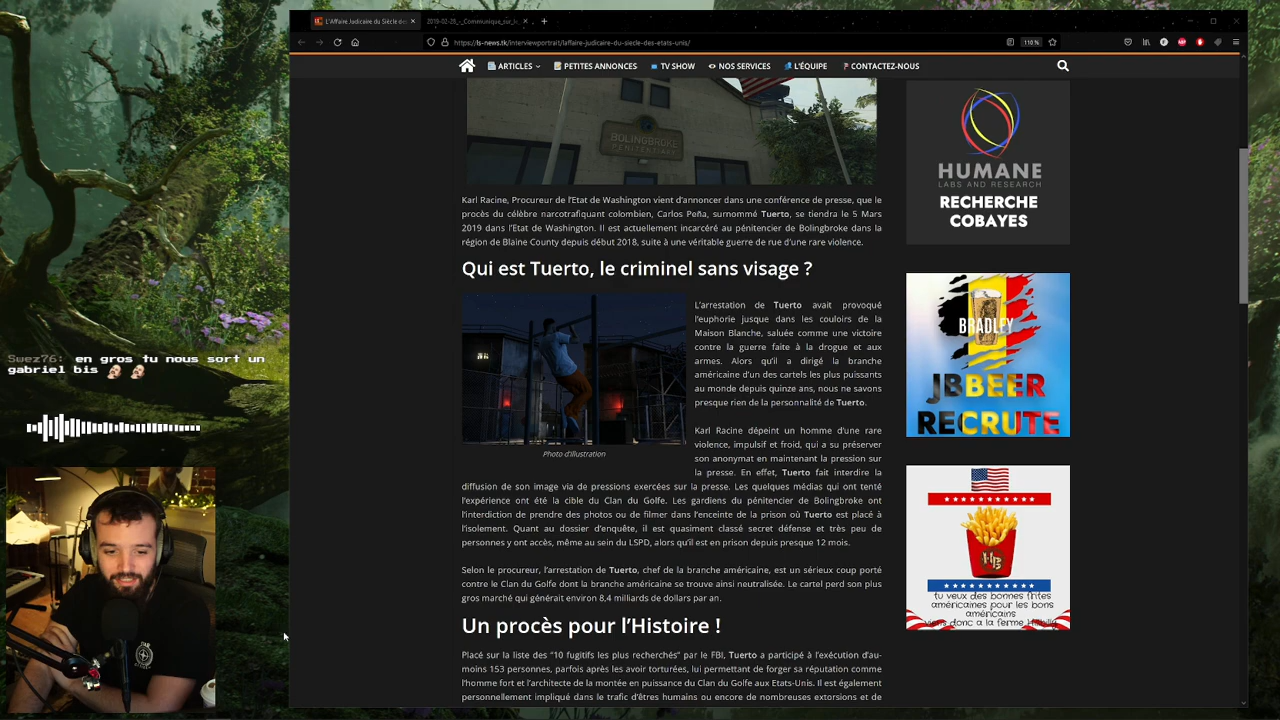 L'Affaire Judicaire du Siècle des
2019-02-28_-_Communique_sur_l
https://ls-news.tk/interviewportrait/laffaire-judicaire-du-siecle-des-etats-unis/
110 %
ARTICLES
PETITES ANNONCES
TV SHOW
NOS SERVICES
L'ÉQUIPE
CONTACTEZ-NOUS
BOLINGBROKE
PENITENTIARY
Karl Racine, Procureur de l'Etat de Washington vient d'annoncer dans une conférence de presse, que le
procès du célèbre narcotrafiquant colombien, Carlos Peña, surnommé Tuerto, se tiendra le 5 Mars
2019 dans l'Etat de Washington. Il est actuellement incarcéré au pénitencier de Bolingbroke dans la
région de Blaine County depuis début 2018, suite à une véritable guerre de rue d'une rare violence.
Qui est Tuerto, le criminel sans visage ?
L'arrestation de Tuerto avait provoqué
l'euphorie jusque dans les couloirs de la
Maison Blanche, saluée comme une victoire
contre la guerre faite à la drogue et aux
armes. Alors qu'il a dirigé la branche
américaine d'un des cartels les plus puissants
au monde depuis quinze ans, nous ne savons
presque rien de la personnalité de Tuerto.
Karl Racine dépeint un homme d'une rare
violence, impulsif et froid, qui a su préserver
son anonymat en maintenant la pression sur
la presse. En effet, Tuerto fait interdire la
Photo d'illustration
diffusion de son image via de pressions exercées sur la presse. Les quelques médias qui ont tenté
l'expérience ont été la cible du Clan du Golfe. Les gardiens du pénitencier de Bolingbroke ont
l'interdiction de prendre des photos ou de filmer dans l'enceinte de la prison où Tuerto est placé à
l'isolement. Quant au dossier d'enquête, il est quasiment classé secret défense et très peu de
personnes y ont accès, même au sein du LSPD, alors qu'il est en prison depuis presque 12 mois.
Selon le procureur, l'arrestation de Tuerto, chef de la branche américaine, est un sérieux coup porté
contre le Clan du Golfe dont la branche américaine se trouve ainsi neutralisée. Le cartel perd son plus
gros marché qui générait environ 8,4 milliards de dollars par an.
Un procès pour l'Histoire !
Placé sur la liste des "10 fugitifs les plus recherchés" par le FBI, Tuerto a participé à l'exécution d'au-
moins 153 personnes, parfois après les avoir torturées, lui permettant de forger sa réputation comme
l'homme fort et l'architecte de la montée en puissance du Clan du Golfe aux Etats-Unis. Il est également
personnellement impliqué dans le trafic d'êtres humains ou encore de nombreuses extorsions et de
HUMANE
LABS AND RESEARCH
RECHERCHE
COBAYES
BRADLEY
JBBEER
RECRUTE
HB
tu veux des bonnes frites
américaines pour les bons
américains
viens donc a la ferme
Suez76: en gros tu nous sort un
gabriel bis